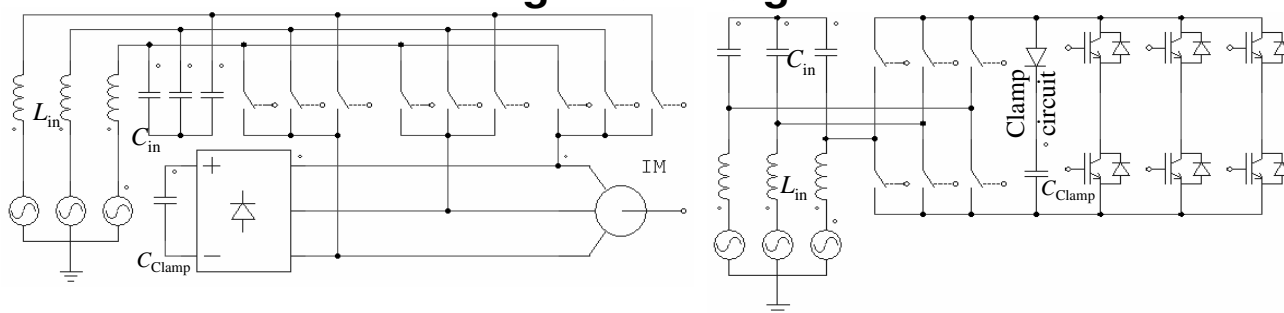 L_in
C_in
+
−
C_Clamp
IM
C_in
L_in
Clamp
circuit
C_Clamp